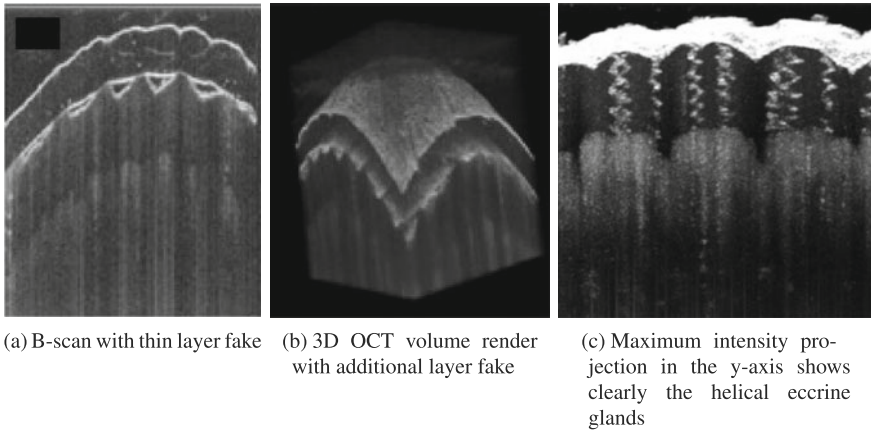 (a) B-scan with thin layer fake
(b) 3D OCT volume render
with additional layer fake
(c) Maximum intensity pro-
jection in the y-axis shows
clearly the helical eccrine
glands